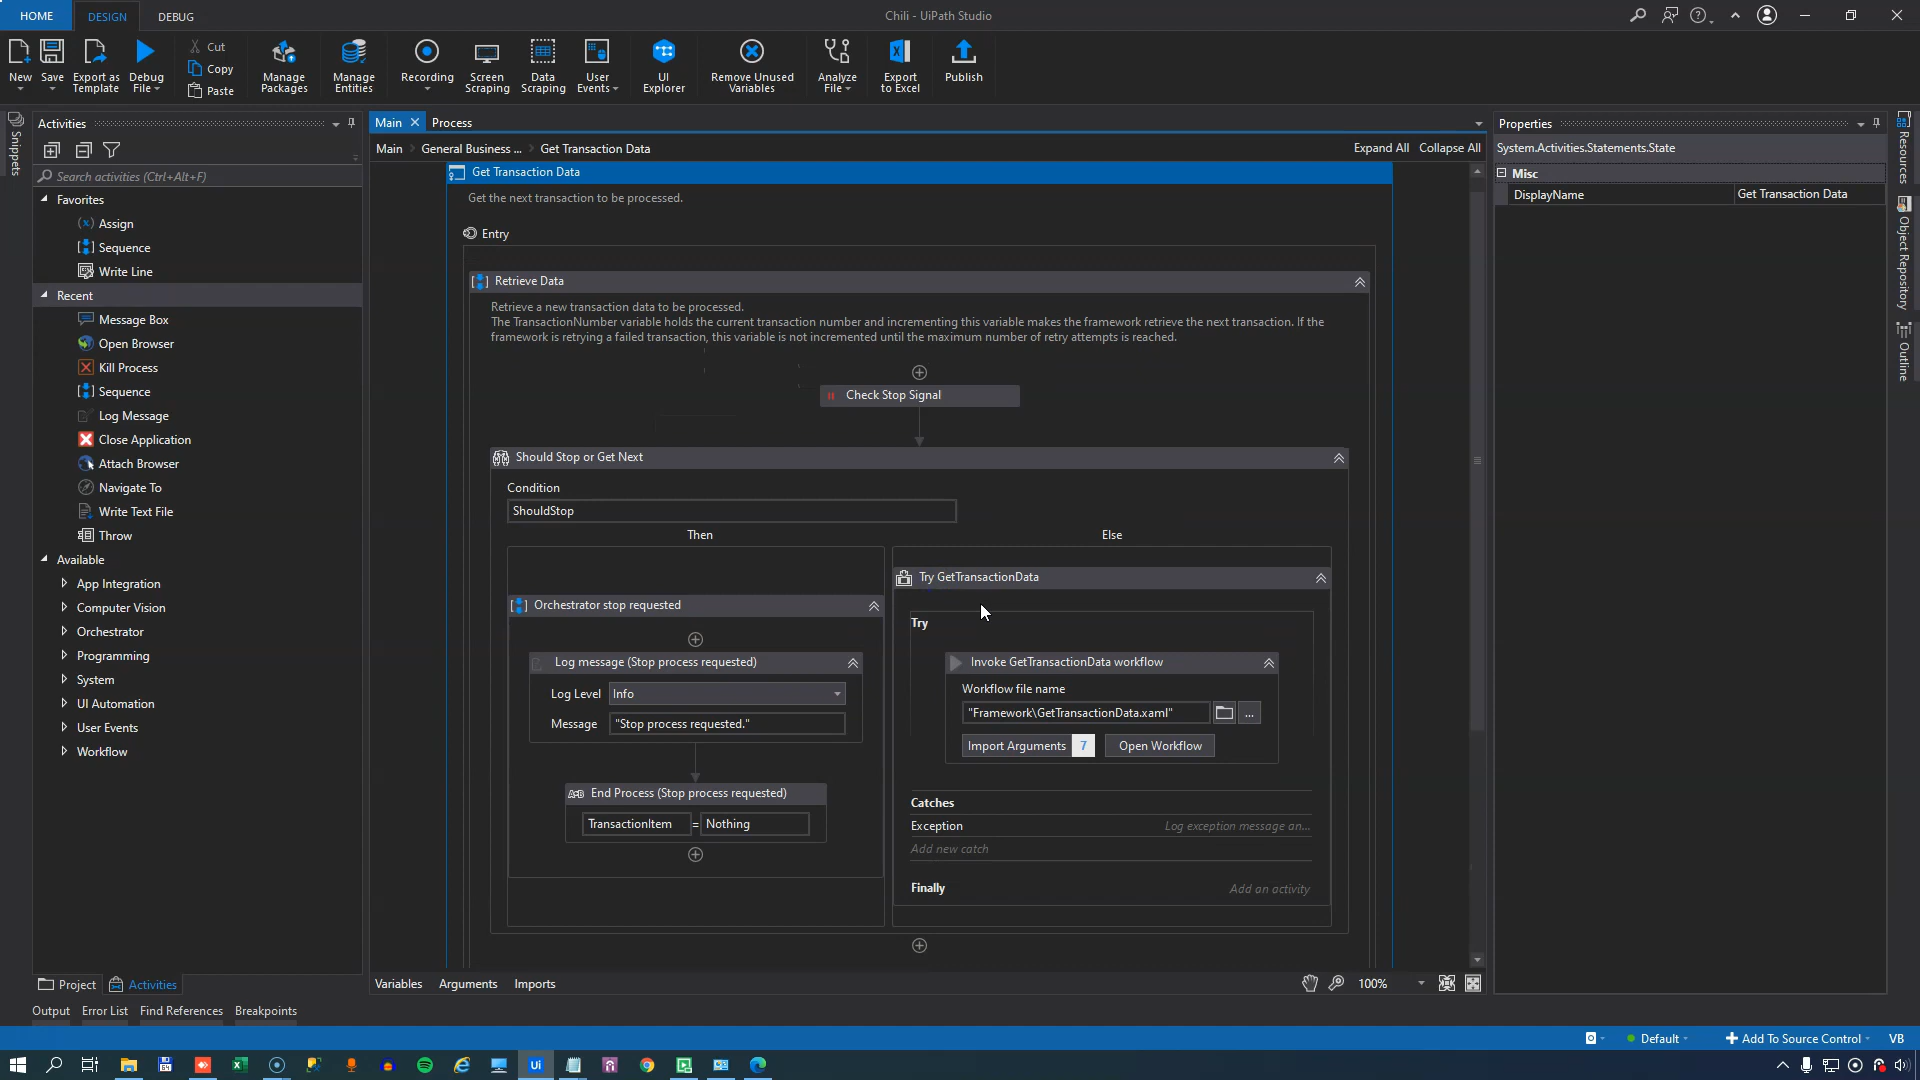 HOME
DESIGN
DEBUG
Chili - UiPath Studio
New
Save
Export as
Template
Debug
File
Cut
Copy
Paste
Manage
Packages
Manage
Entities
Recording
Screen
Scraping
Data
Scraping
User
Events
UI
Explorer
Remove Unused
Variables
Analyze
File
Export
to Excel
Publish
Snippets
Activities
Search activities (Ctrl+Alt+F)
Favorites
Assign
Sequence
Write Line
Recent
Message Box
Open Browser
Kill Process
Sequence
Log Message
Close Application
Attach Browser
Navigate To
Write Text File
Throw
Available
App Integration
Computer Vision
Orchestrator
Programming
System
UI Automation
User Events
Workflow
Project
Activities
Main
Process
Main
General Business ...
Get Transaction Data
Expand All
Collapse All
Get Transaction Data
Get the next transaction to be processed.
Entry
Retrieve Data
Retrieve a new transaction data to be processed.
The TransactionNumber variable holds the current transaction number and incrementing this variable makes the framework retrieve the next transaction. If the
framework is retrying a failed transaction, this variable is not incremented until the maximum number of retry attempts is reached.
Check Stop Signal
Should Stop or Get Next
Condition
ShouldStop
Then
Else
Orchestrator stop requested
Log message (Stop process requested)
Log Level
Info
Message
"Stop process requested."
End Process (Stop process requested)
A+B
TransactionItem
=
Nothing
Try GetTransactionData
Try
Invoke GetTransactionData workflow
Workflow file name
"Framework\GetTransactionData.xaml"
...
Import Arguments
7
Open Workflow
Catches
Exception
Log exception message an...
Add new catch
Finally
Add an activity
Variables
Arguments
Imports
100%
Properties
System.Activities.Statements.State
Misc
DisplayName
Get Transaction Data
Resources
Object Repository
Outline
Output
Error List
Find References
Breakpoints
Default
Add To Source Control
VB
Ui